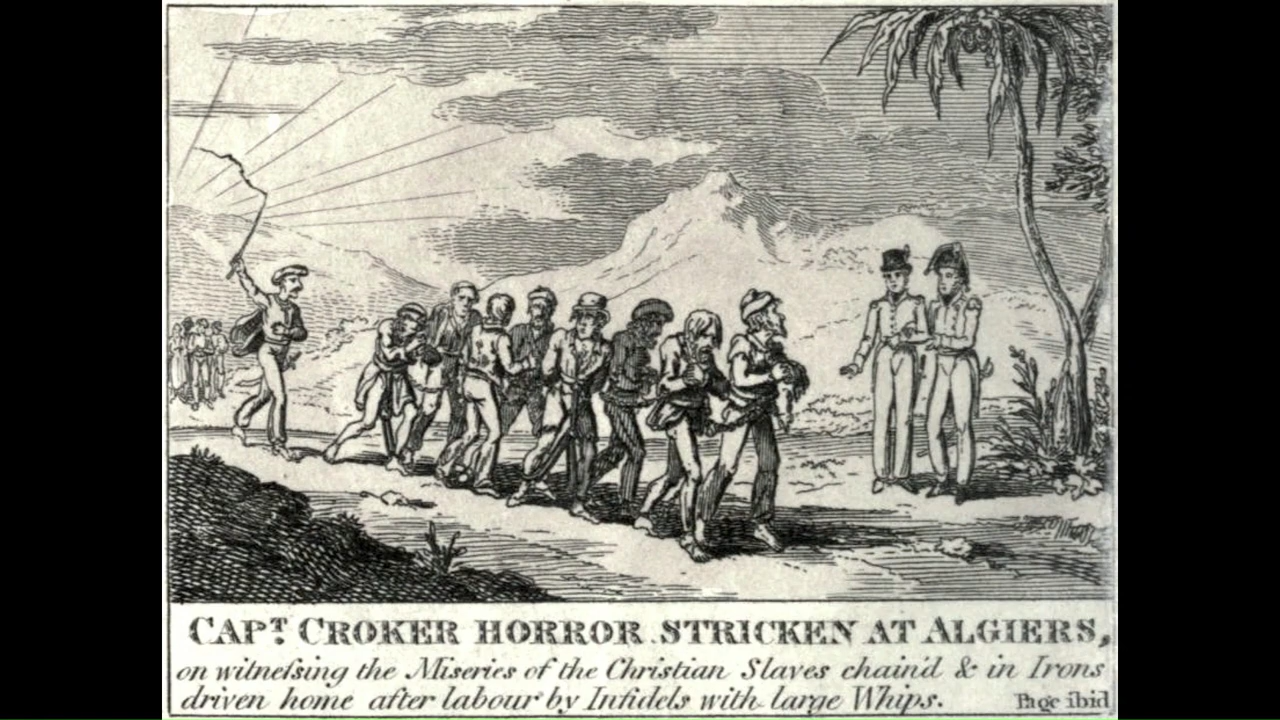 CAPT. CROKER HORROR STRICKEN AT ALGIERS,
on witneſsing the Miseries of the Christian Slaves chain'd & in Irons
driven home after labour by Infidels with large Whips. Page ibid